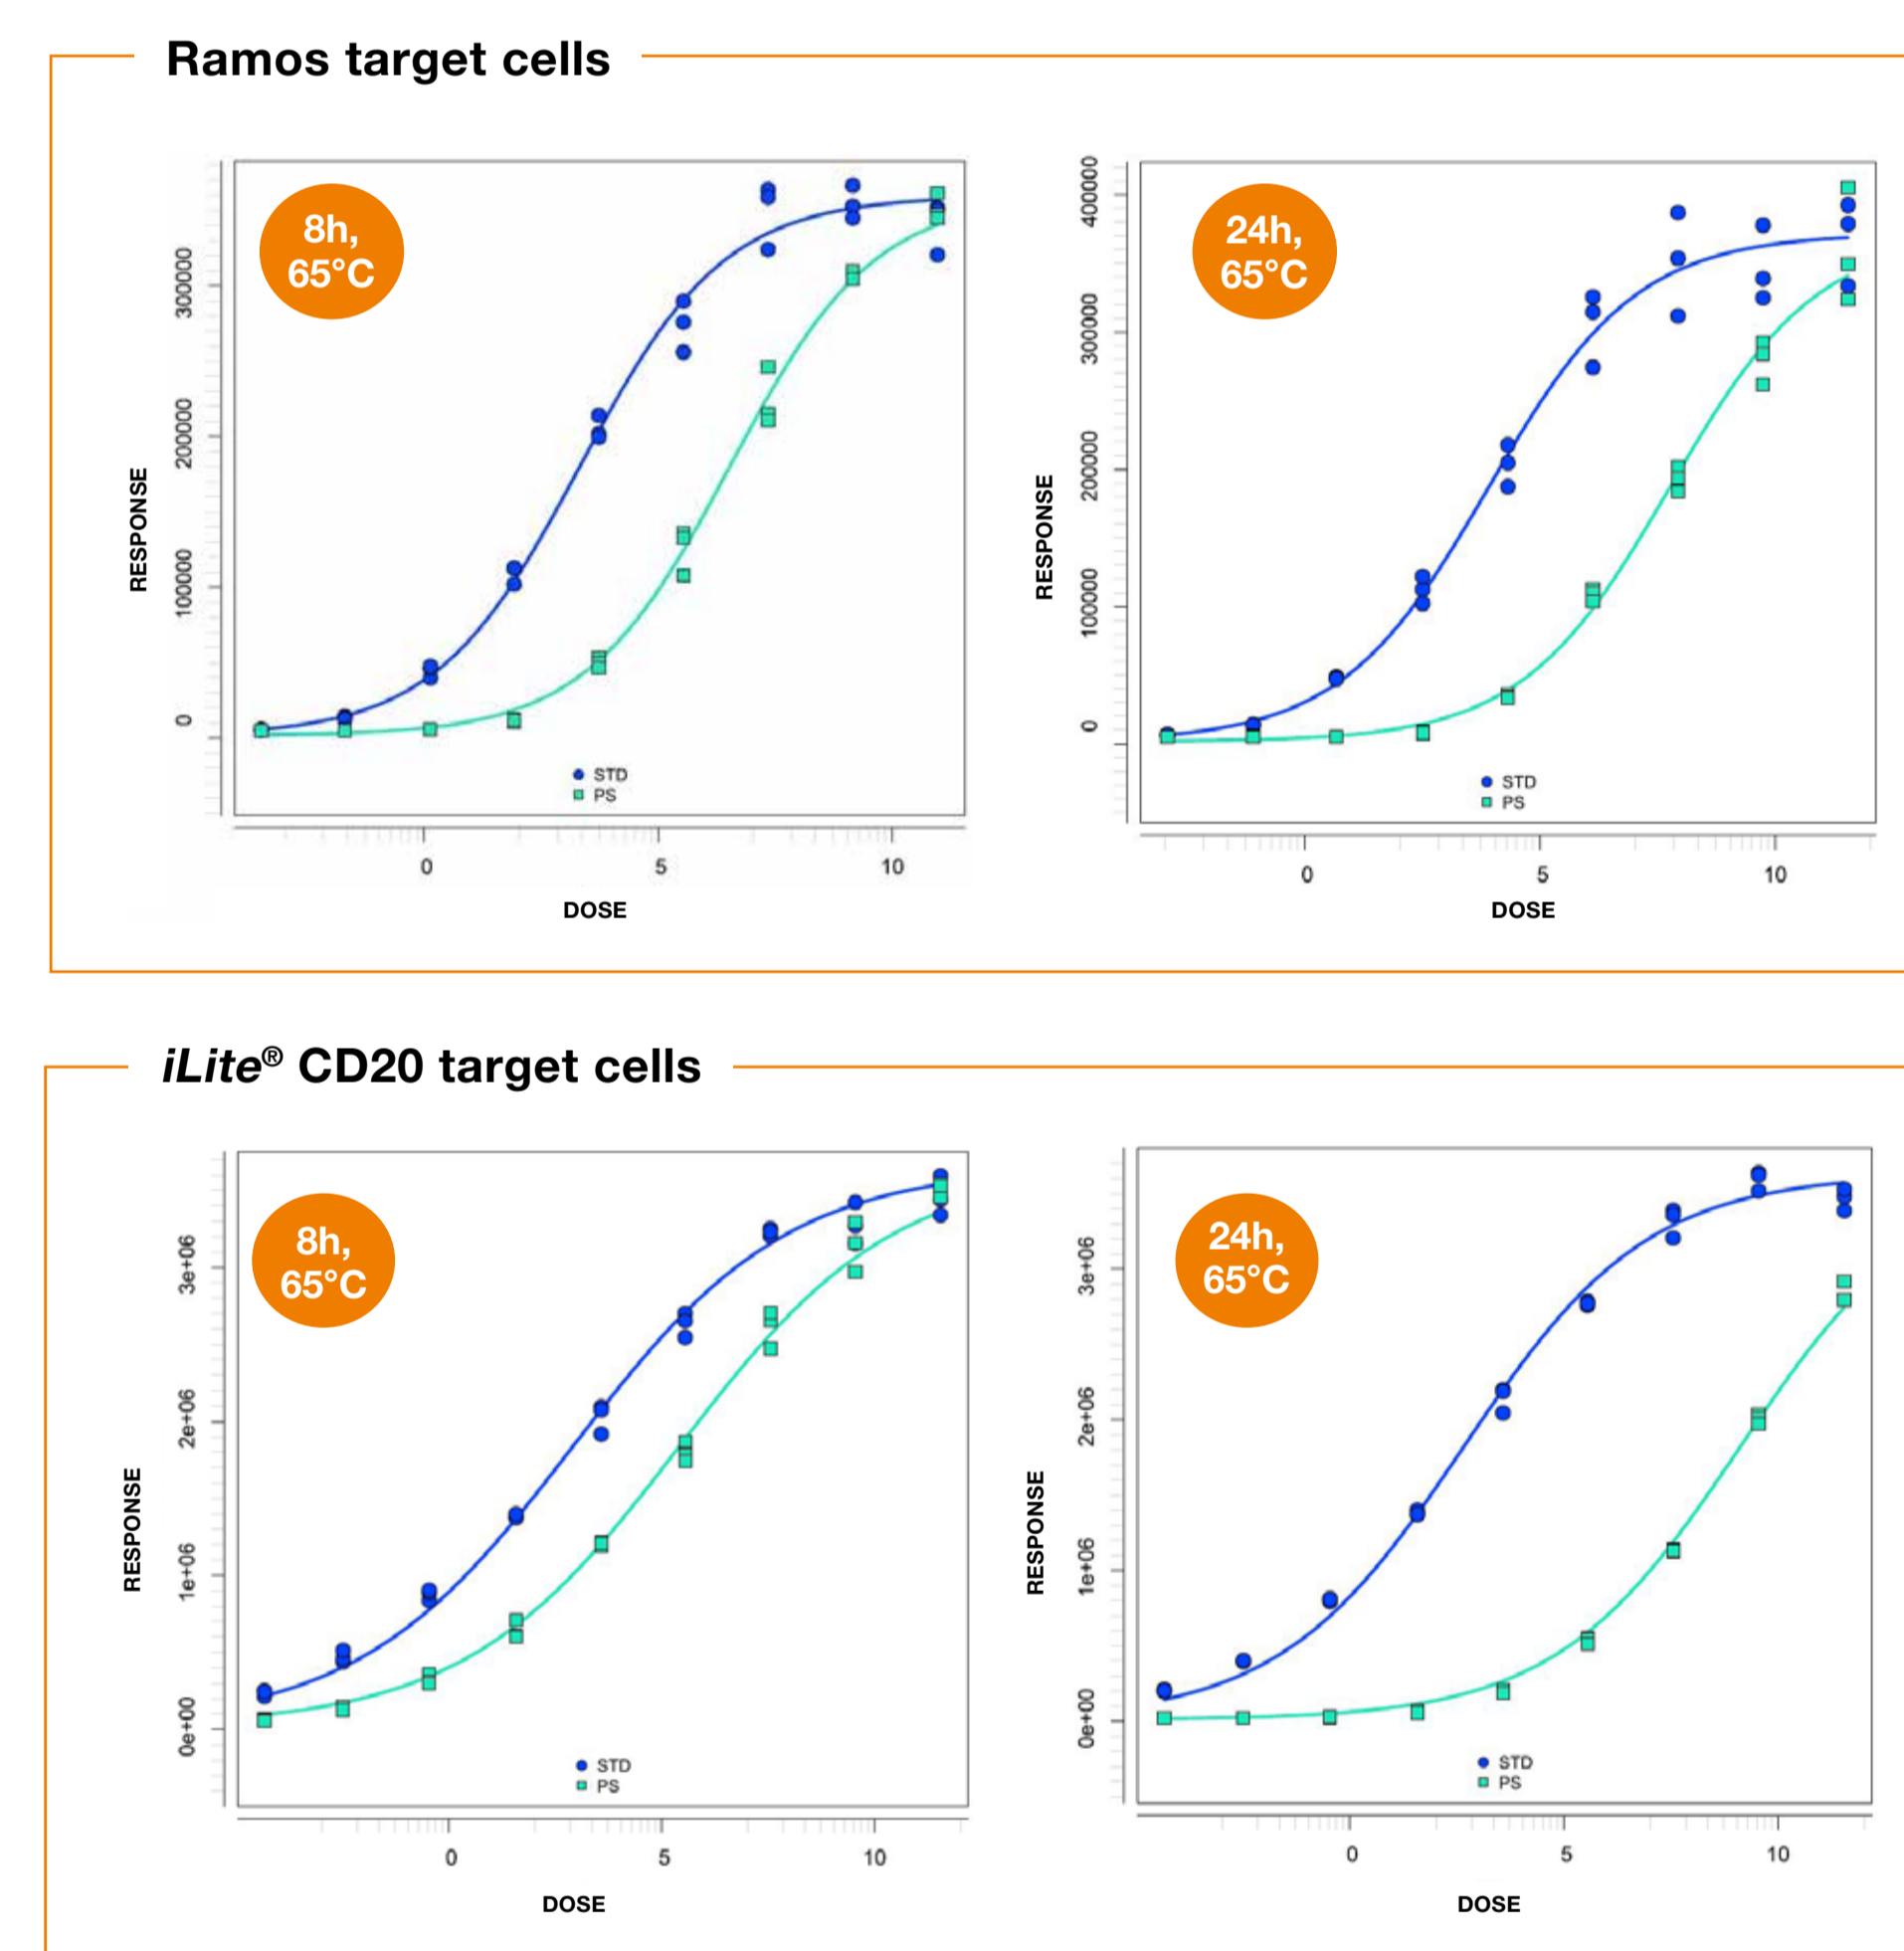 Ramos target cells
8h,
65°C
RESPONSE
300000
200000
100000
0
STD
PS
0 5 10
DOSE
24h,
65°C
RESPONSE
400000
300000
200000
100000
0
STD
PS
0 5 10
DOSE
iLite® CD20 target cells
8h,
65°C
RESPONSE
3e+06
2e+06
1e+06
0e+00
STD
PS
0 5 10
DOSE
24h,
65°C
RESPONSE
3e+06
2e+06
1e+06
0e+00
STD
PS
0 5 10
DOSE